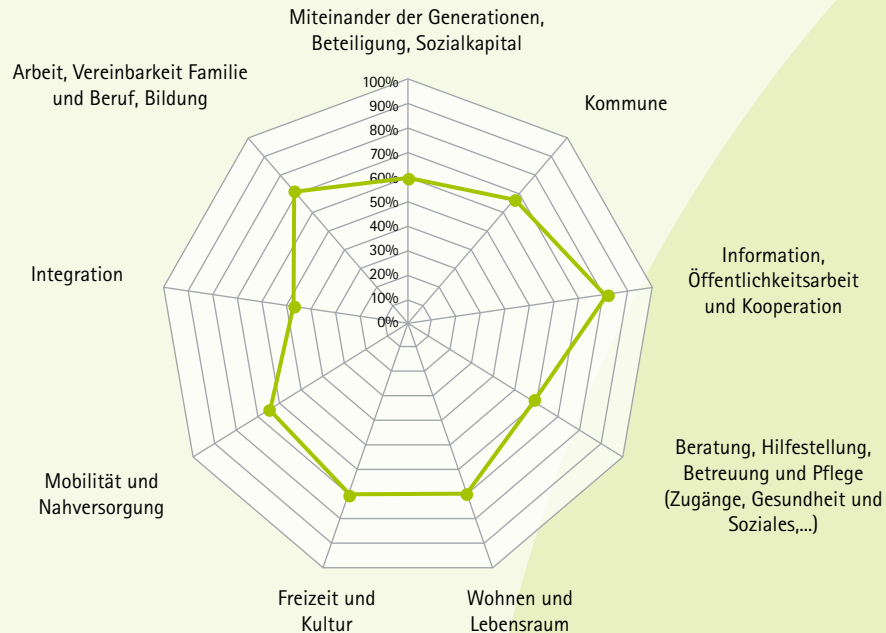 Miteinander der Generationen,
Beteiligung, Sozialkapital
Arbeit, Vereinbarkeit Familie
und Beruf, Bildung
Kommune
100%
90%
80%
70%
60%
50%
40%
30%
20%
10%
0%
Information,
Öffentlichkeitsarbeit
und Kooperation
Integration
Beratung, Hilfestellung,
Betreuung und Pflege
(Zugänge, Gesundheit und
Soziales,...)
Mobilität und
Nahversorgung
Freizeit und
Kultur
Wohnen und
Lebensraum